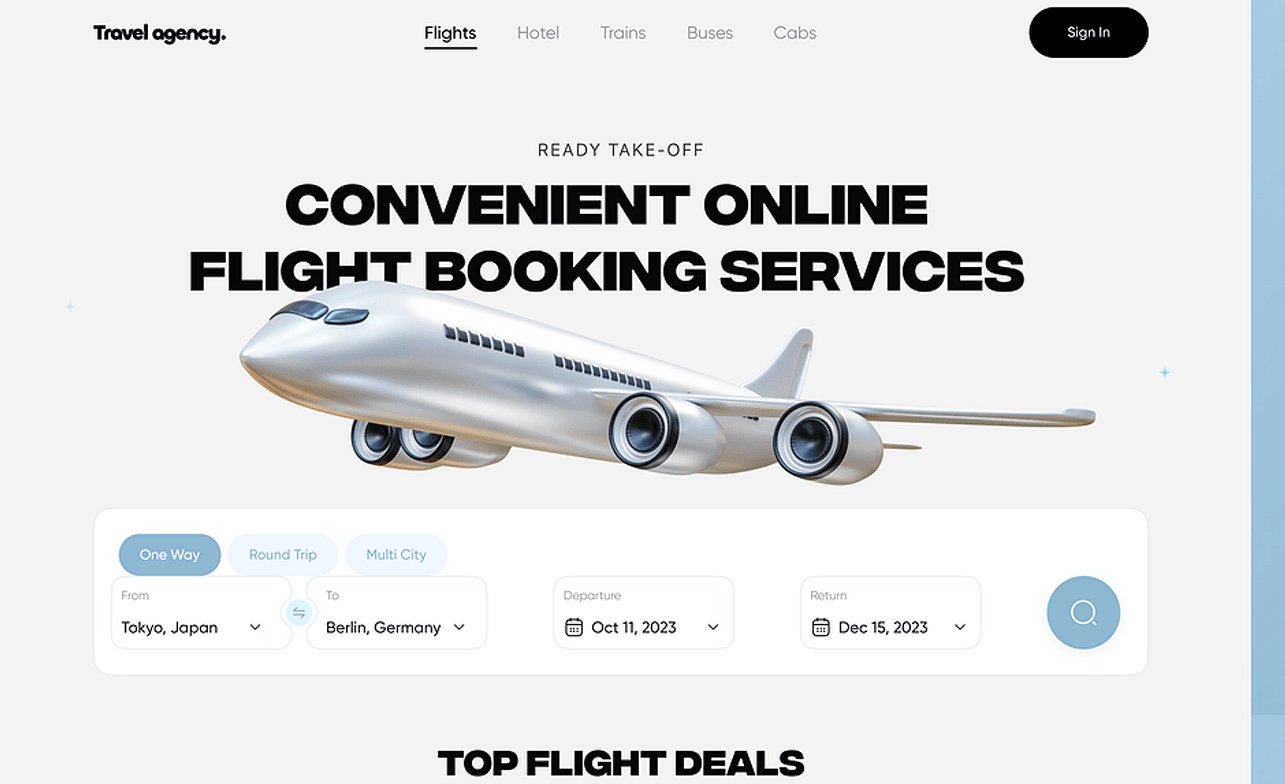 Travel agency.
Flights Hotel Trains Buses Cabs
Sign In
READY TAKE-OFF
CONVENIENT ONLINE
FLIGHT BOOKING SERVICES
One Way Round Trip Multi City
From
Tokyo, Japan
To
Berlin, Germany
Departure
Oct 11, 2023
Return
Dec 15, 2023
TOP FLIGHT DEALS